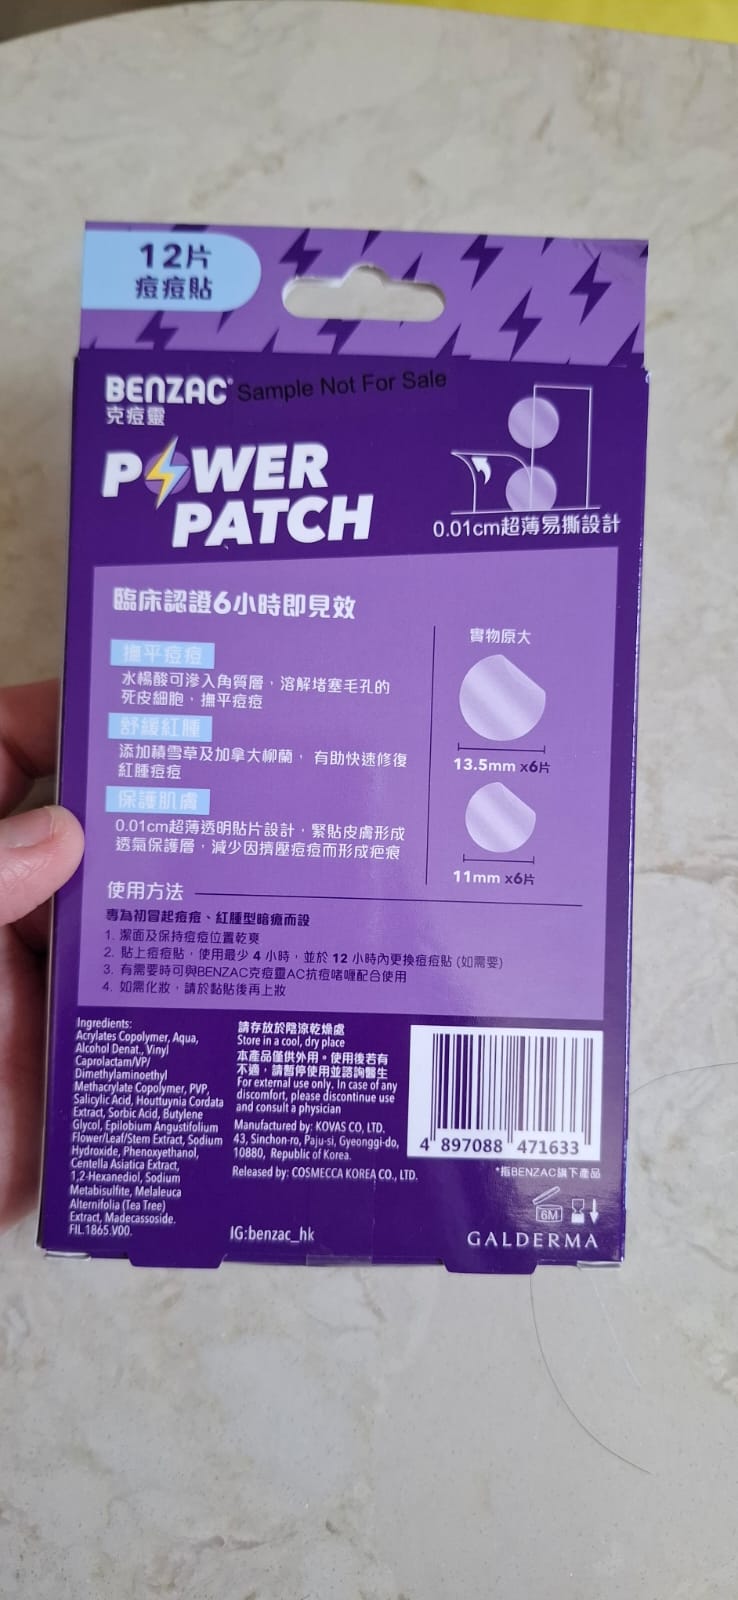 12片
痘痘貼
BENZAC® Sample Not For Sale
克痘靈
POWER
PATCH
0.01cm超薄易撕設計
臨床認證6小時即見效
撫平痘痘
水楊酸可滲入角質層，溶解堵塞毛孔的
死皮細胞，撫平痘痘
舒緩紅腫
添加積雪草及加拿大柳蘭， 有助快速修復
紅腫痘痘
保護肌膚
0.01cm超薄透明貼片設計，緊貼皮膚形成
透氣保護層，減少因擠壓痘痘而形成疤痕
實物原大
13.5mm x6片
11mm x6片
使用方法
專為初冒起痘痘、紅腫型暗瘡而設
1. 潔面及保持痘痘位置乾爽
2. 貼上痘痘貼，使用最少 4 小時，並於 12 小時內更換痘痘貼 (如需要)
3. 有需要時可與BENZAC克痘靈AC抗痘啫喱配合使用
4. 如需化妝，請於黏貼後再上妝
Ingredients:
Acrylates Copolymer, Aqua,
Alcohol Denat., Vinyl
Caprolactam/VP/
Dimethylaminoethyl
Methacrylate Copolymer, PVP,
Salicylic Acid, Houttuynia Cordata
Extract, Sorbic Acid, Butylene
Glycol, Epilobium Angustifolium
Flower/Leaf/Stem Extract, Sodium
Hydroxide, Phenoxyethanol,
Centella Asiatica Extract,
1,2-Hexanediol, Sodium
Metabisulfite, Melaleuca
Alternifolia (Tea Tree)
Extract, Madecassoside.
FIL.1865.V00.
請存放於陰涼乾燥處
Store in a cool, dry place
本產品僅供外用。使用後若有
不適，請暫停使用並諮詢醫生
For external use only. In case of any
discomfort, please discontinue use
and consult a physician
Manufactured by: KOVAS CO, LTD.
43, Sinchon-ro, Paju-si, Gyeonggi-do,
10880, Republic of Korea.
Released by: COSMECCA KOREA CO., LTD.
IG:benzac_hk
4 897088 471633
*指BENZAC旗下產品
6M
GALDERMA